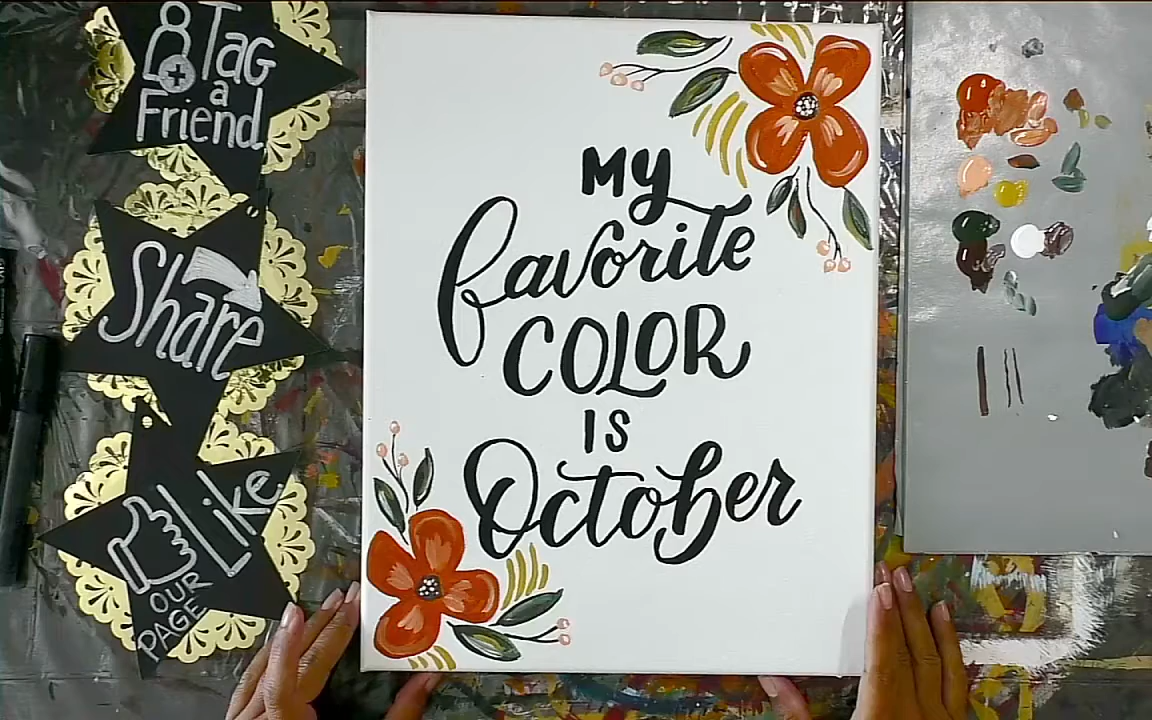 Tag
a
Friend
Share
Like
OUR
PAGE
My
favorite
COLOR
IS
October